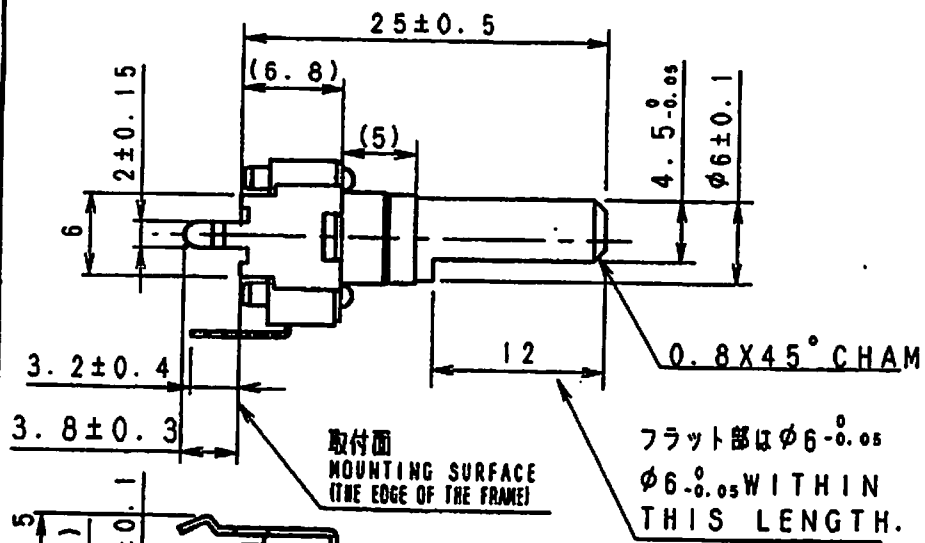 25±0.5
(6.8)
2±0.15
(5)
4.5 0 -0.05
φ6±0.1
6
12
0.8X45°CHAM
3.2±0.4
3.8±0.3
取付面
MOUNTING SURFACE
(THE EDGE OF THE FRAME)
フラット部はφ6 0 -0.05
φ6 0 -0.05 WITHIN
THIS LENGTH.
5
)
±0.1